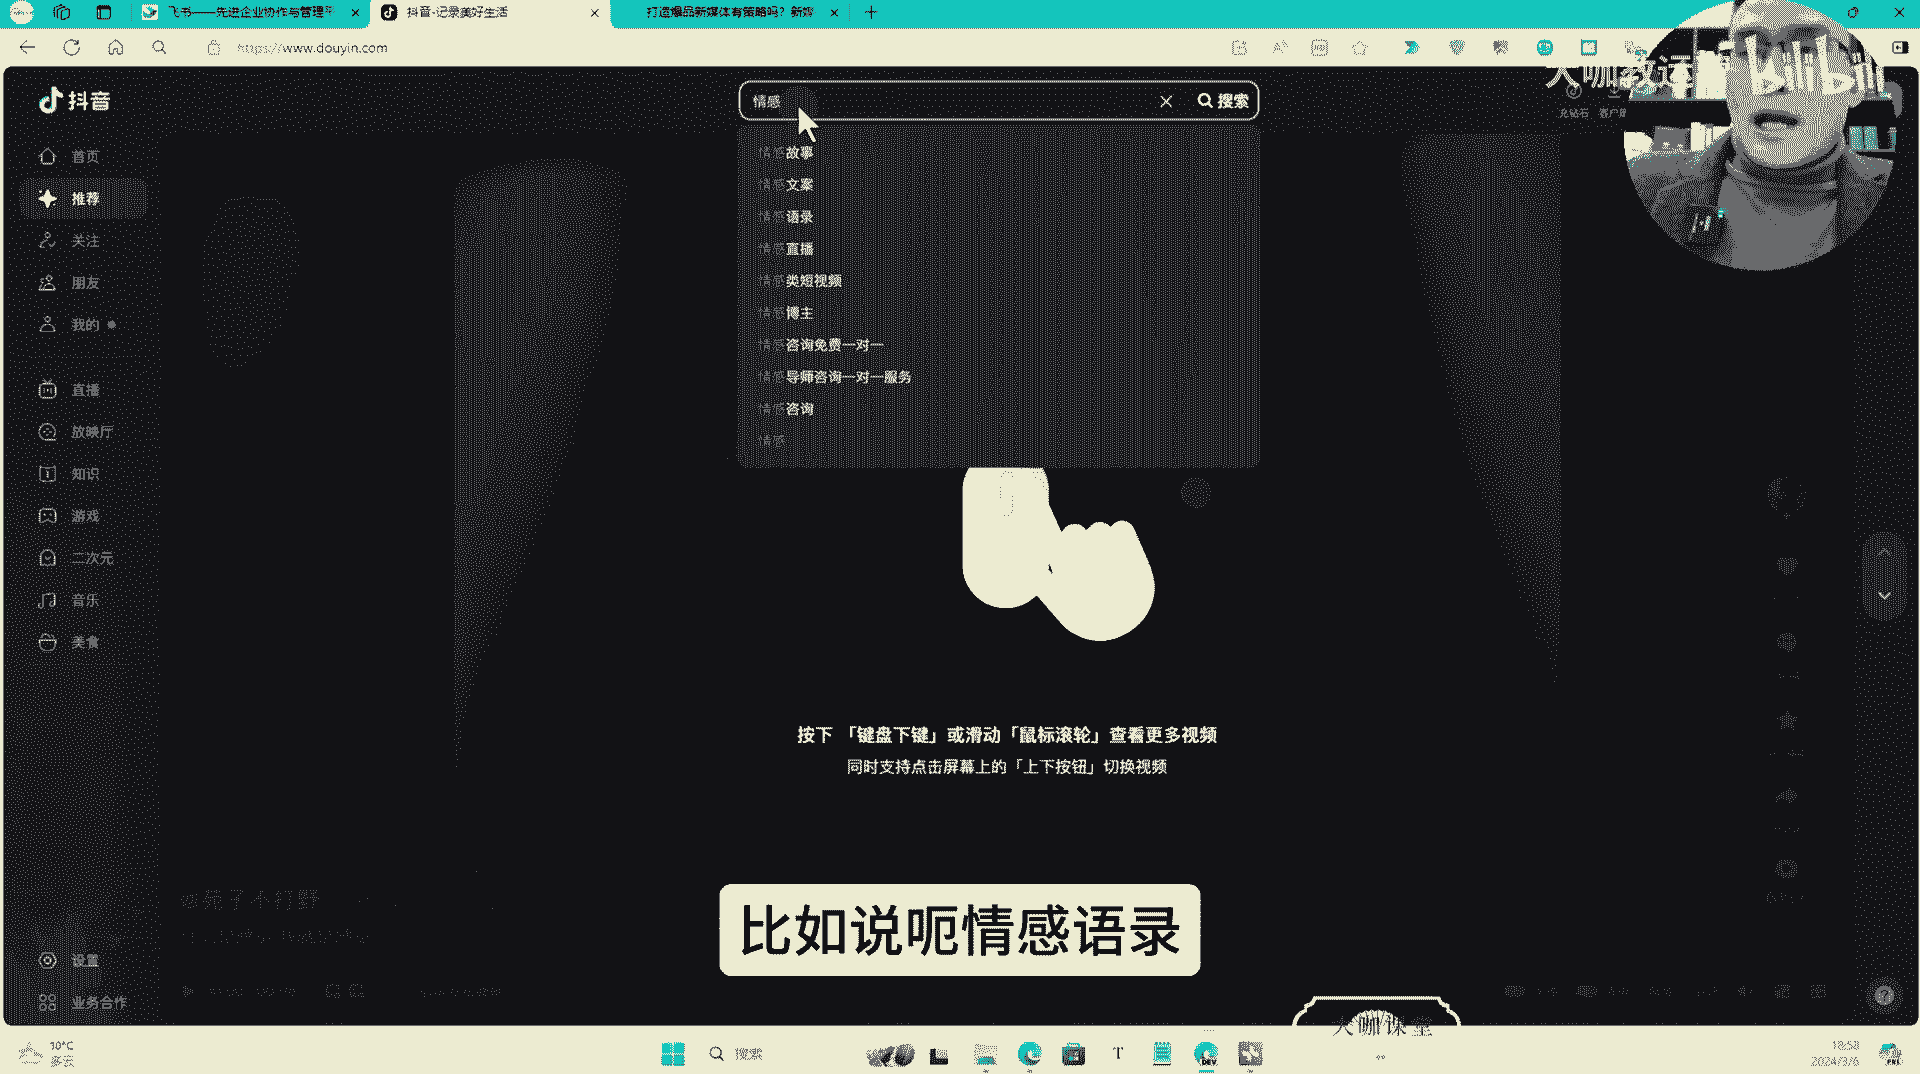 飞书——先进企业协作与管理平
抖音-记录美好生活
打造爆品新媒体有策略吗？新媒
https://www.douyin.com
大咖教运
bilibili
抖音
情感
搜索
客户端
首页
推荐
关注
朋友
我的
直播
放映厅
知识
游戏
二次元
音乐
美食
设置
业务合作
情感故事
情感文案
情感语录
情感直播
情感类短视频
情感博主
情感咨询免费一对一
情感导师咨询一对一服务
情感咨询
情感
按下「键盘下键」或滑动「鼠标滚轮」查看更多视频
同时支持点击屏幕上的「上下按钮」切换视频
比如说呃情感语录
大咖课堂
10°C
多云
搜索
T
DEV
18:58
2024/3/6